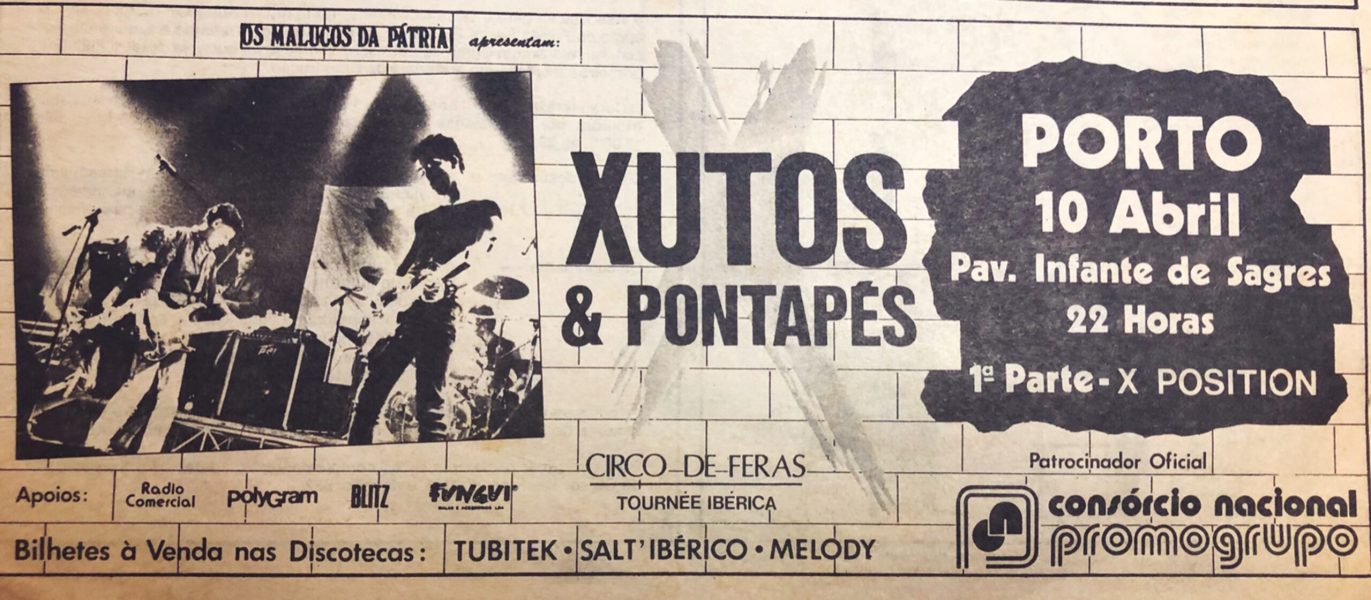 OS MALUCOS DA PÁTRIA apresentam:
XUTOS
& PONTAPÉS
PORTO
10 Abril
Pav. Infante de Sagres
22 Horas
1ª Parte - X POSITION
CIRCO DE FERAS
TOURNÉE IBÉRICA
Patrocinador Oficial
consórcio nacional
promogrupo
Apoios: Radio Comercial polyGram BLITZ FUNGUI
Bilhetes à Venda nas Discotecas: TUBITEK • SALT'IBÉRICO • MELODY